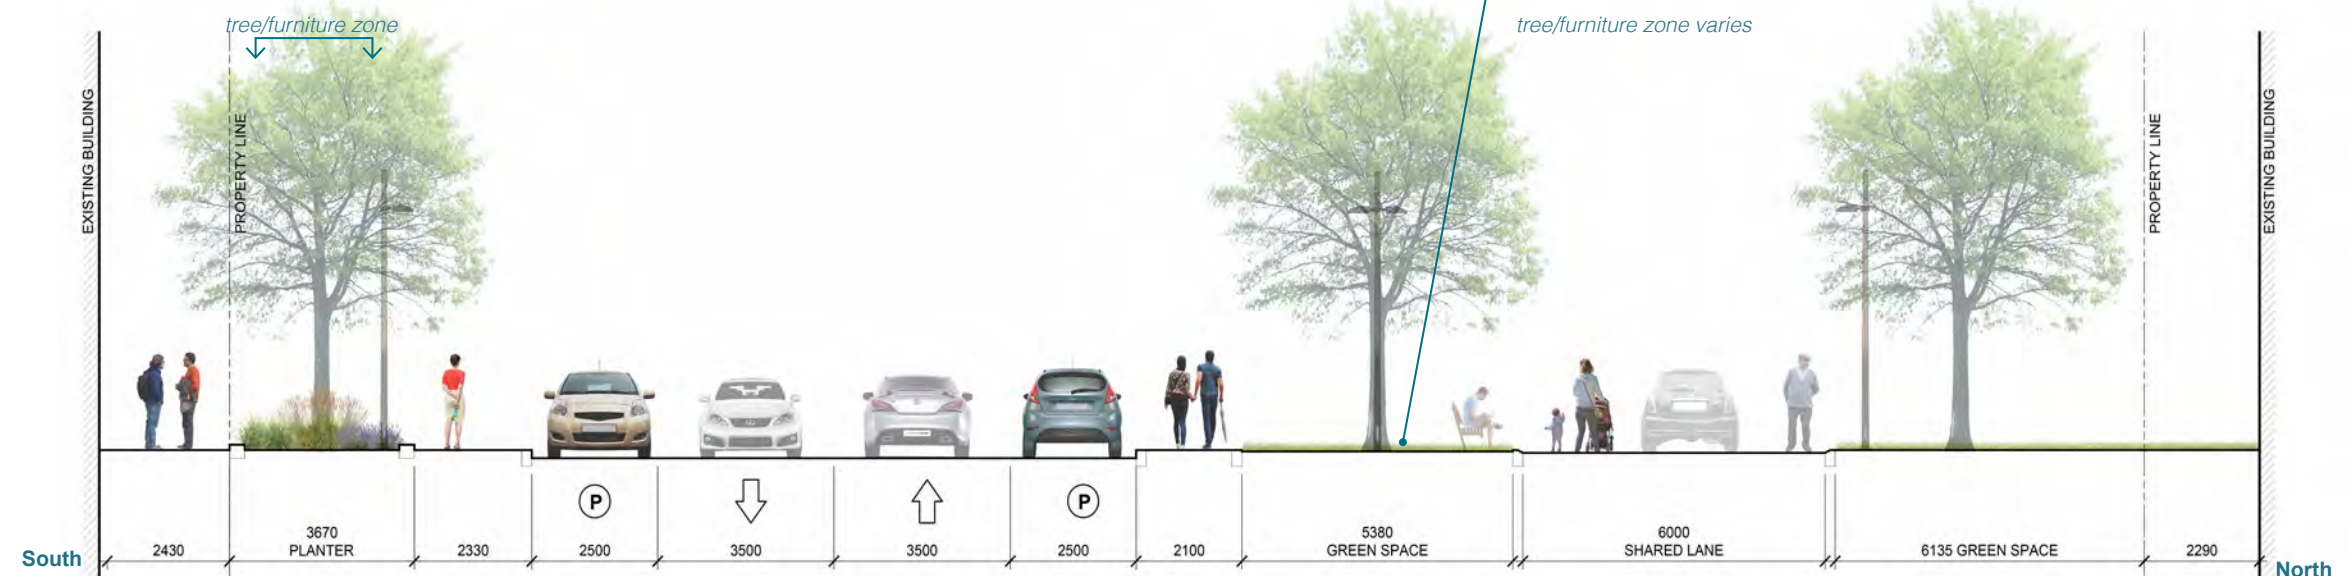 tree/furniture zone
tree/furniture zone varies
EXISTING BUILDING
PROPERTY LINE
PROPERTY LINE
EXISTING BUILDING
P
P
3670
PLANTER
5380
GREEN SPACE
6000
SHARED LANE
South
2430
2330
2500
3500
3500
2500
2100
6135 GREEN SPACE
2290
North